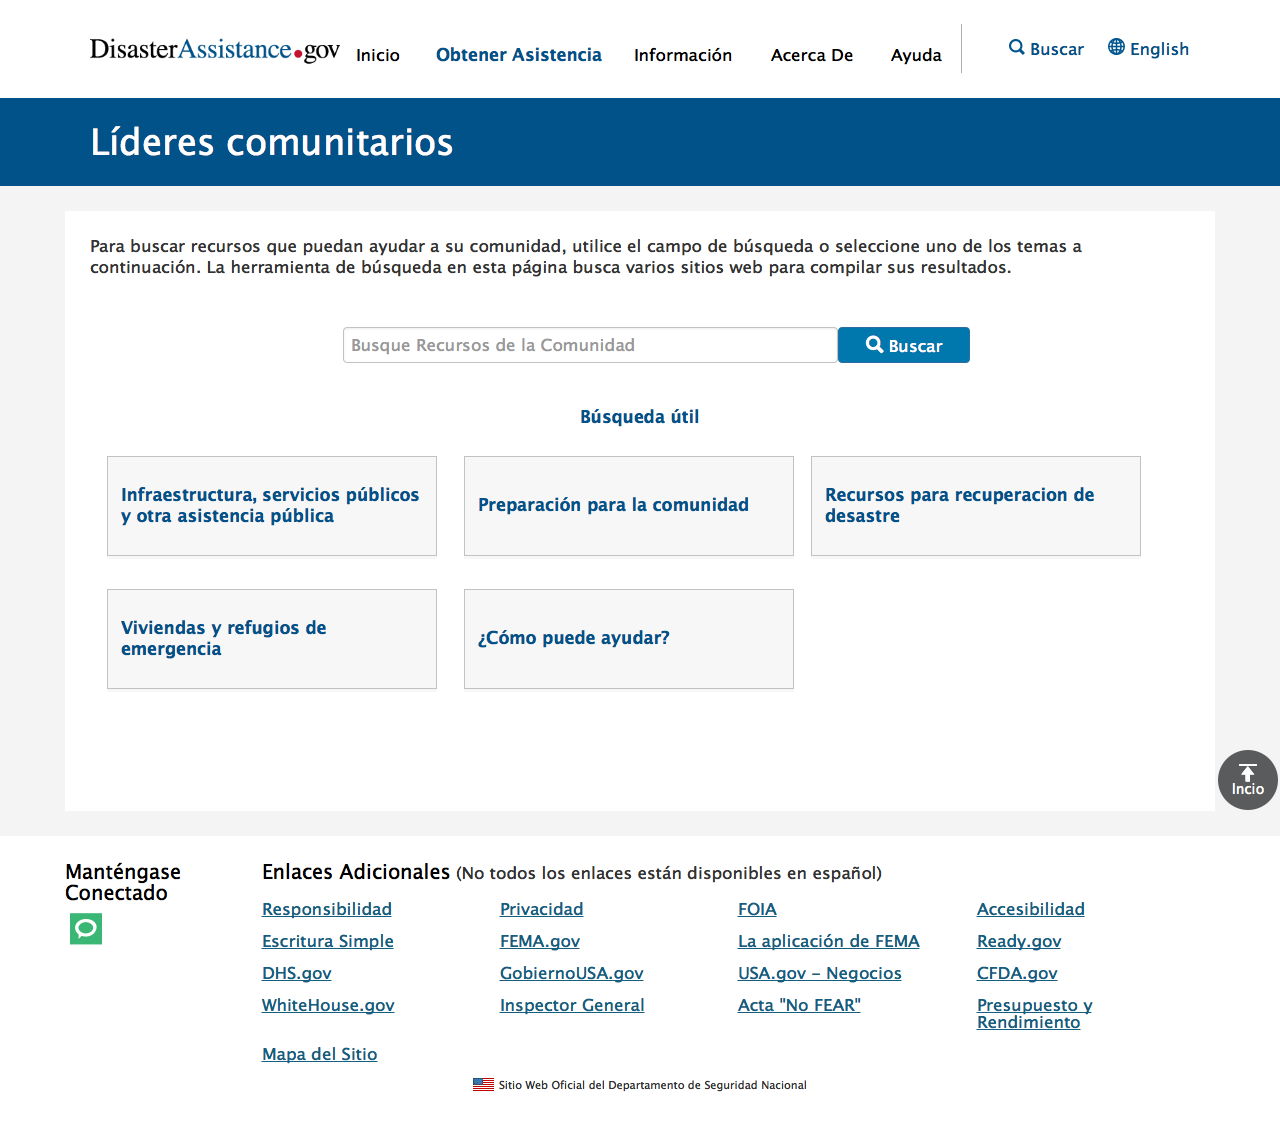 DisasterAssistance.gov
Inicio
Obtener Asistencia
Información
Acerca De
Ayuda
Buscar
English
Líderes comunitarios
Para buscar recursos que puedan ayudar a su comunidad, utilice el campo de búsqueda o seleccione uno de los temas a
continuación. La herramienta de búsqueda en esta página busca varios sitios web para compilar sus resultados.
Busque Recursos de la Comunidad
Buscar
Búsqueda útil
Infraestructura, servicios públicos
y otra asistencia pública
Preparación para la comunidad
Recursos para recuperacion de
desastre
Viviendas y refugios de
emergencia
¿Cómo puede ayudar?
Incio
Manténgase
Conectado
Enlaces Adicionales (No todos los enlaces están disponibles en español)
Responsibilidad
Privacidad
FOIA
Accesibilidad
Escritura Simple
FEMA.gov
La aplicación de FEMA
Ready.gov
DHS.gov
GobiernoUSA.gov
USA.gov – Negocios
CFDA.gov
WhiteHouse.gov
Inspector General
Acta "No FEAR"
Presupuesto y
Rendimiento
Mapa del Sitio
Sitio Web Oficial del Departamento de Seguridad Nacional